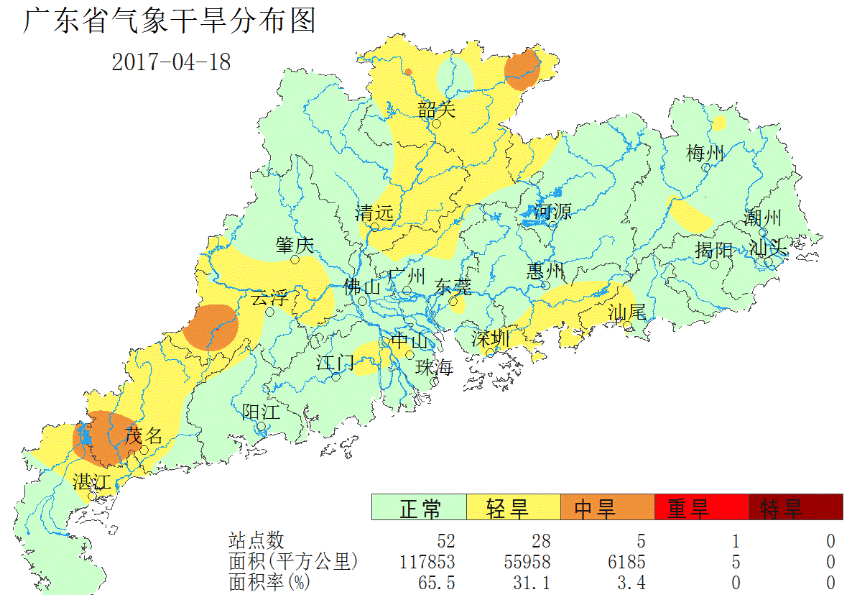 广东省气象干旱分布图
2017-04-18
韶关
梅州
清远
河源
潮州
肇庆
揭阳
汕头
广州
惠州
云浮
佛山
东莞
汕尾
中山
深圳
江门
珠海
阳江
茂名
湛江
正常 轻旱 中旱 重旱 特旱
站点数 52 28 5 1 0
面积(平方公里) 117853 55958 6185 5 0
面积率(%) 65.5 31.1 3.4 0 0